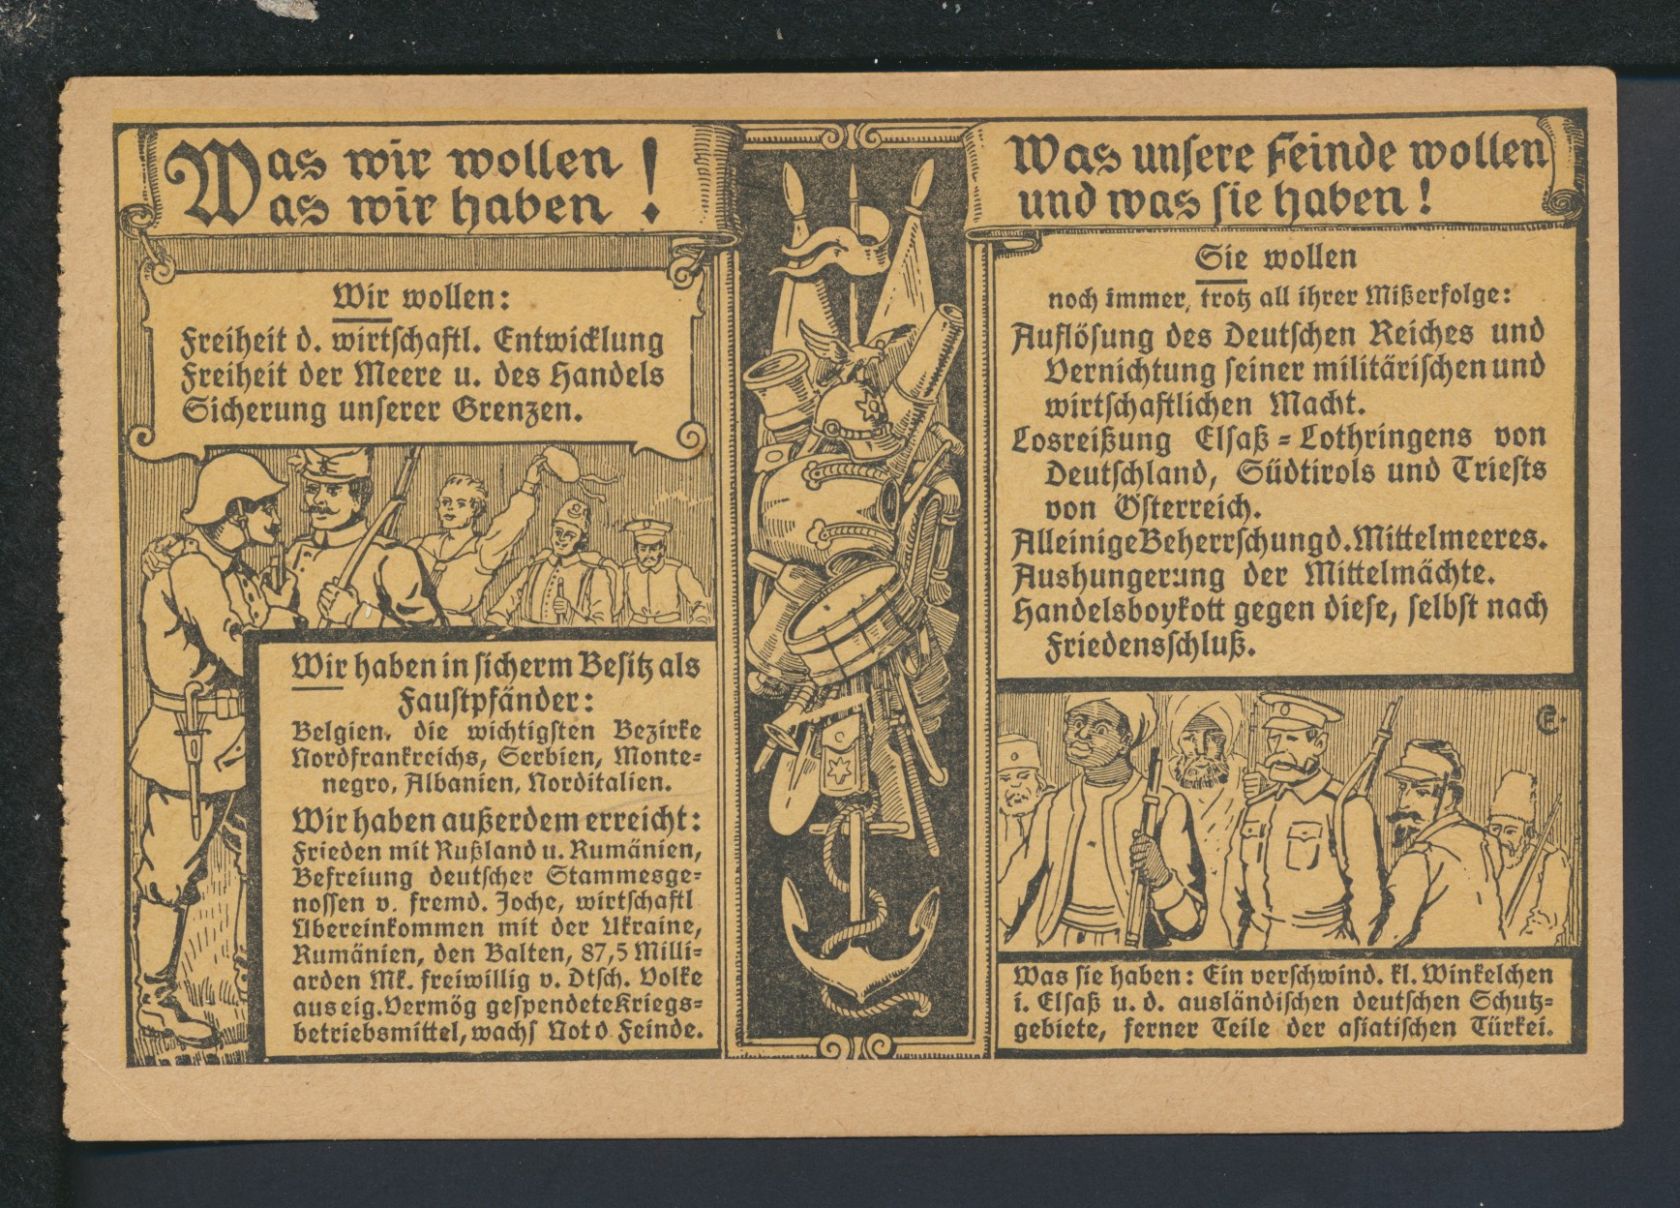 Was wir wollen!
Was wir haben!
Wir wollen:
Freiheit d. wirtschaftl. Entwicklung
Freiheit der Meere u. des Handels
Sicherung unserer Grenzen.
Wir haben in sicherm Besitz als
Faustpfänder:
Belgien, die wichtigsten Bezirke
Nordfrankreichs, Serbien, Monte-
negro, Albanien, Norditalien.
Wir haben außerdem erreicht:
Frieden mit Rußland u. Rumänien,
Befreiung deutscher Stammesge-
nossen v. fremd. Joche, wirtschaftl
Übereinkommen mit der Ukraine,
Rumänien, den Balten, 87,5 Milli-
arden Mk. freiwillig v. Dtsch. Volke
aus eig. Vermög gespendete Kriegs-
betriebsmittel, wachs Not d Feinde.
Was unsere Feinde wollen
und was sie haben!
Sie wollen
noch immer, trotz all ihrer Mißerfolge:
Auflösung des Deutschen Reiches und
Vernichtung seiner militärischen und
wirtschaftlichen Macht.
Losreißung Elsaß-Lothringens von
Deutschland, Südtirols und Triests
von Österreich.
Alleinige Beherrschung d. Mittelmeeres.
Aushungerung der Mittelmächte.
Handelsboykott gegen diese, selbst nach
Friedensschluß.
Was sie haben: Ein verschwind. kl. Winkelchen
i. Elsaß u. d. ausländischen deutschen Schutz-
gebiete, ferner Teile der asiatischen Türkei.